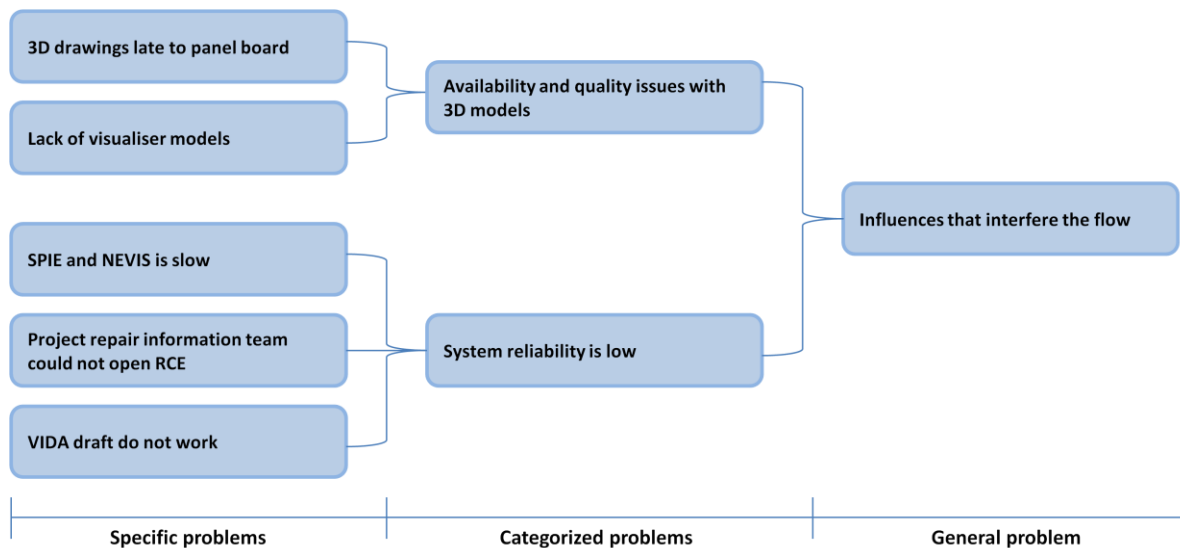 3D drawings late to panel board
Lack of visualiser models
Availability and quality issues with
3D models
SPIE and NEVIS is slow
Project repair information team
could not open RCE
VIDA draft do not work
System reliability is low
Influences that interfere the flow
Specific problems
Categorized problems
General problem